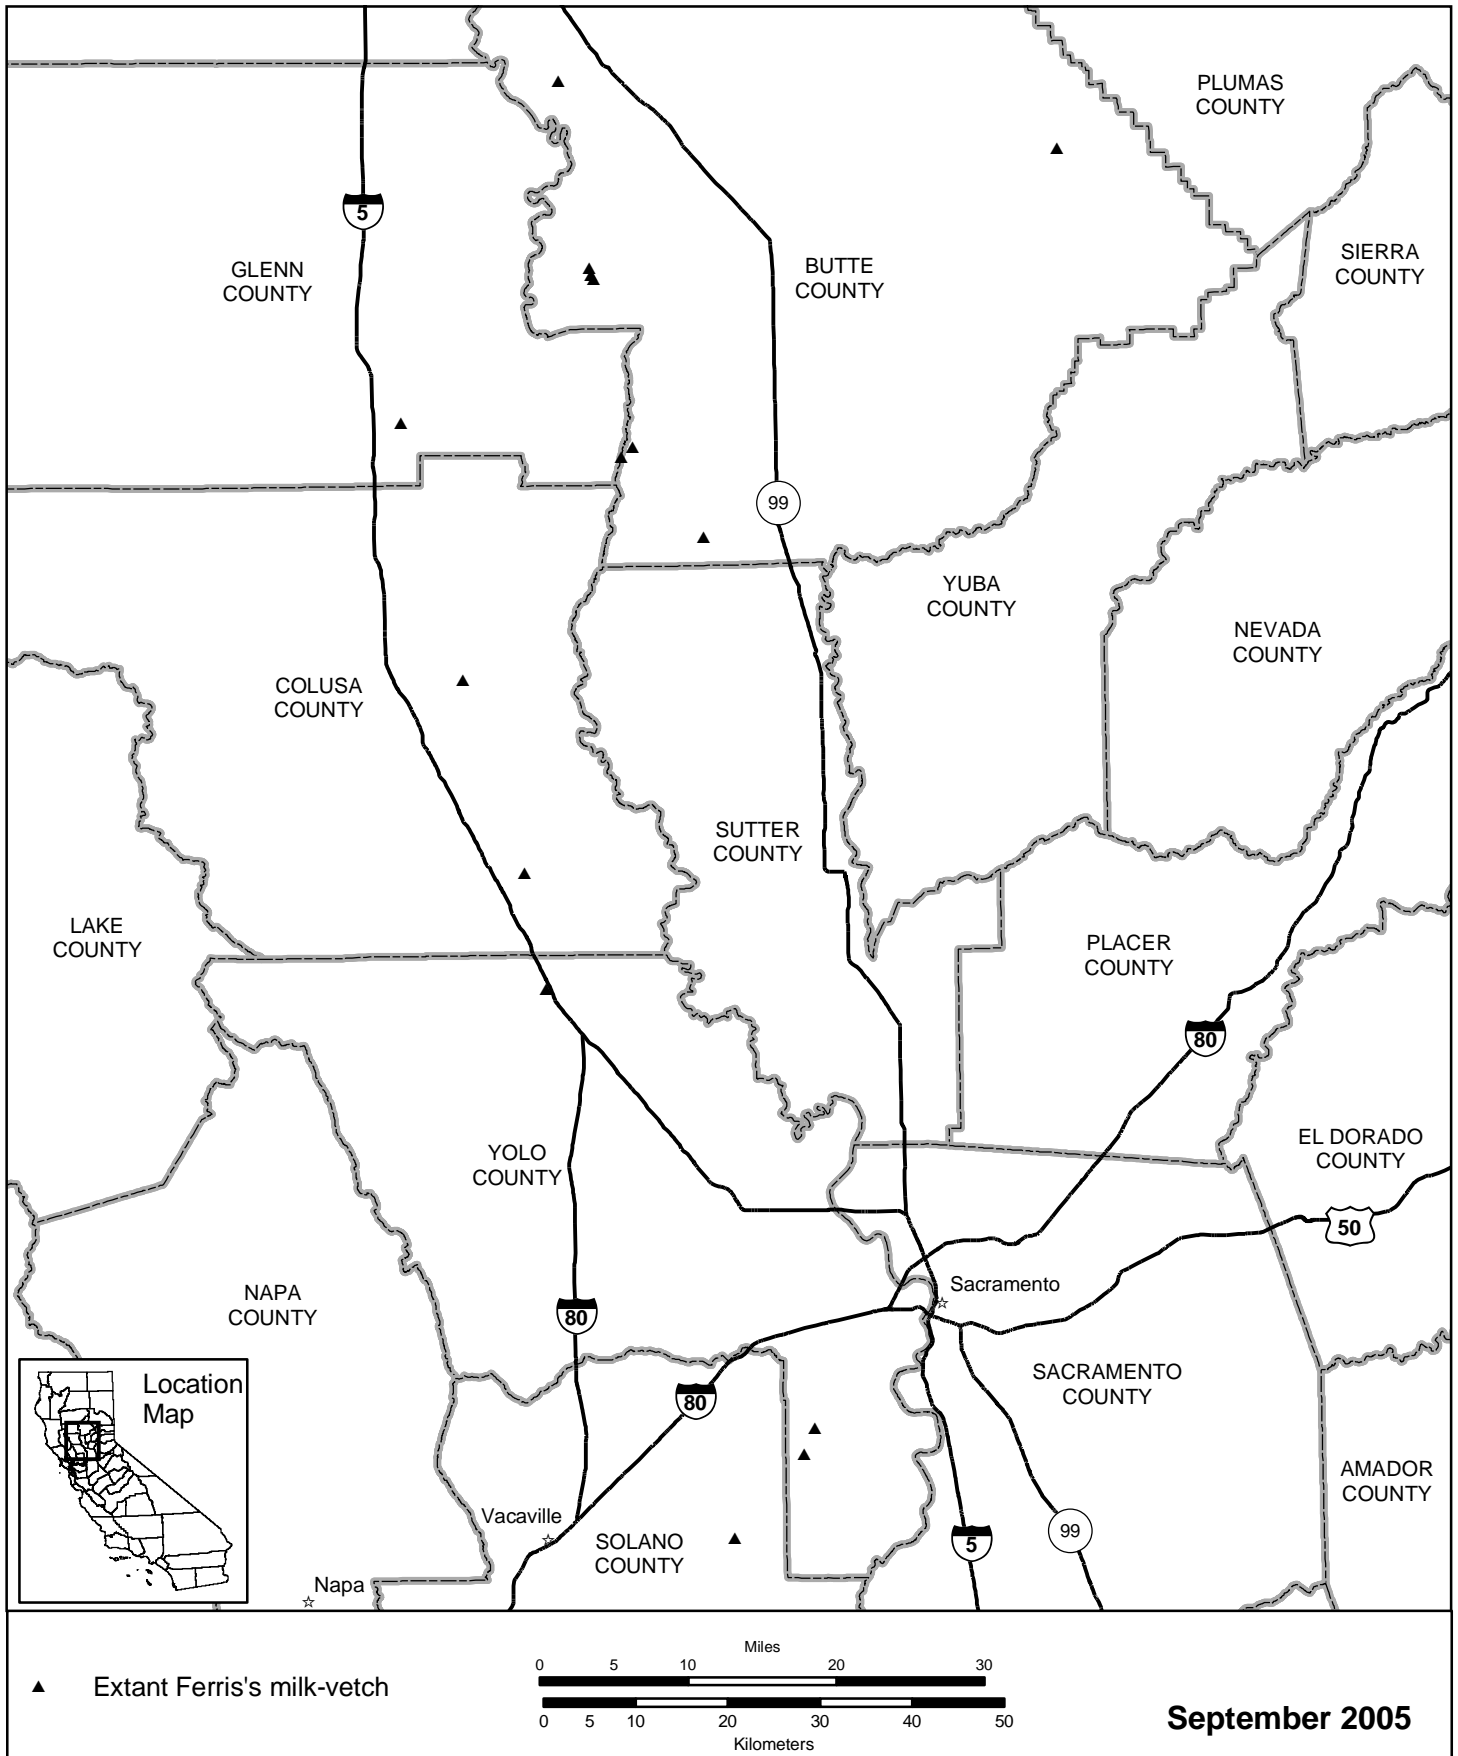 PLUMAS
COUNTY
5
GLENN
COUNTY
BUTTE
COUNTY
SIERRA
COUNTY
99
YUBA
COUNTY
NEVADA
COUNTY
COLUSA
COUNTY
SUTTER
COUNTY
LAKE
COUNTY
PLACER
COUNTY
80
EL DORADO
COUNTY
YOLO
COUNTY
50
Sacramento
NAPA
COUNTY
80
SACRAMENTO
COUNTY
80
Location
Map
AMADOR
COUNTY
Vacaville
SOLANO
COUNTY
5
99
Napa
Miles
0 5 10 20 30
Extant Ferris's milk-vetch
0 5 10 20 30 40 50
Kilometers
September 2005